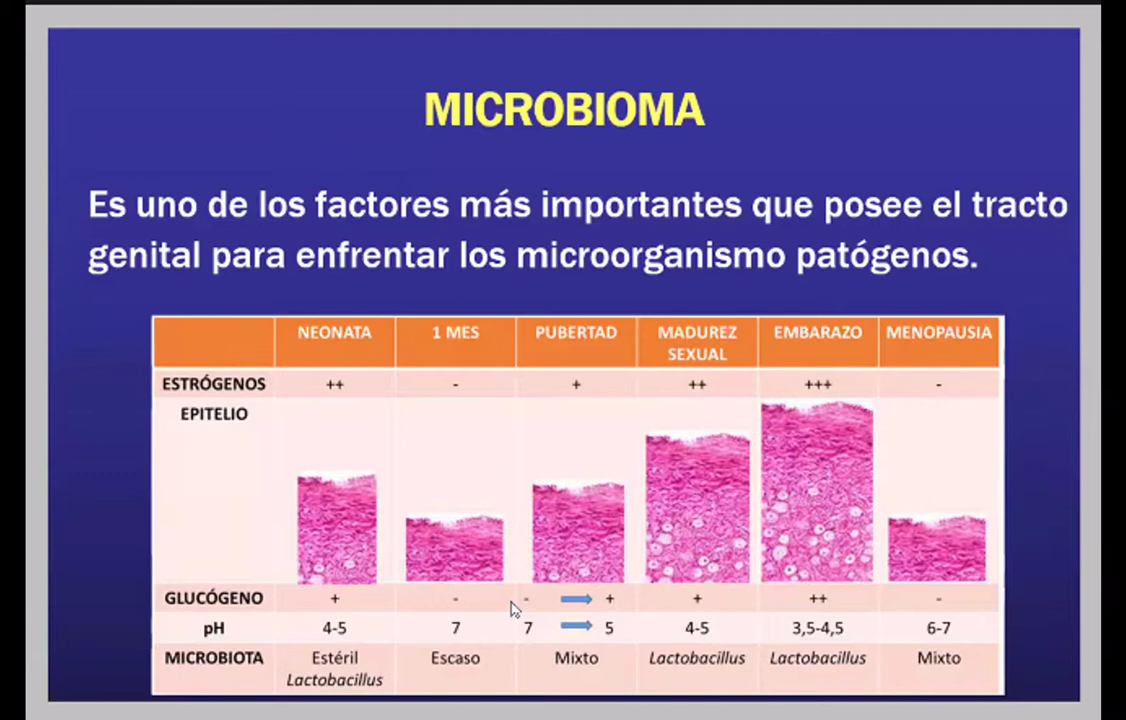 MICROBIOMA
Es uno de los factores más importantes que posee el tracto
genital para enfrentar los microorganismo patógenos.
NEONATA 1 MES PUBERTAD MADUREZ SEXUAL EMBARAZO MENOPAUSIA
ESTRÓGENOS ++ - + ++ +++ -
EPITELIO
GLUCÓGENO + - - + + ++ -
pH 4-5 7 7 5 4-5 3,5-4,5 6-7
MICROBIOTA Estéril Lactobacillus Escaso Mixto Lactobacillus Lactobacillus Mixto